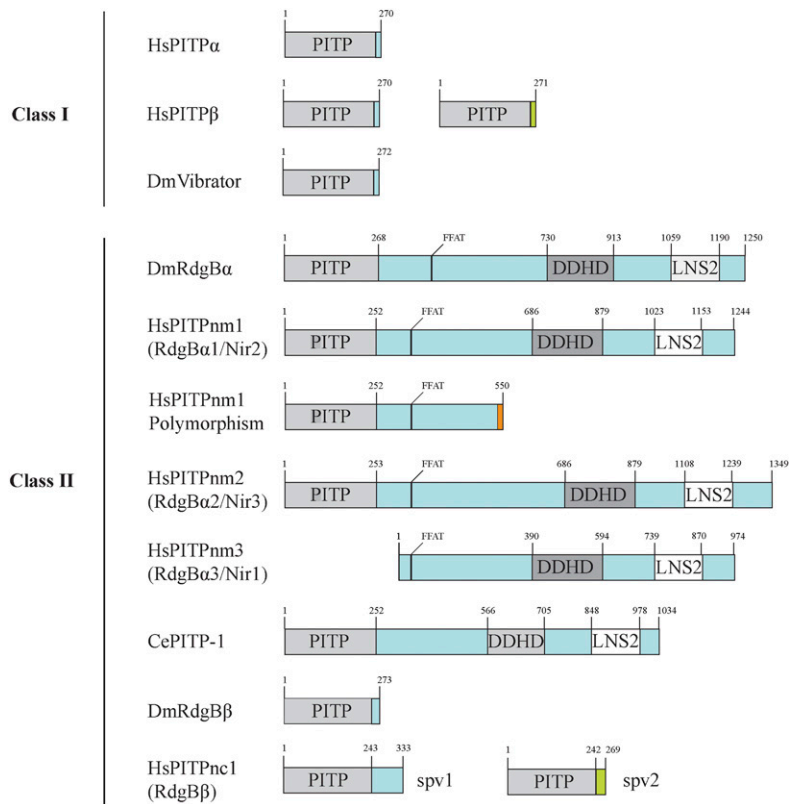 Class I
HsPITPα
1 270
PITP
HsPITPβ
1 270
PITP
1 271
PITP
DmVibrator
1 272
PITP
Class II
DmRdgBα
1 268 FFAT 730 913 1059 1190 1250
PITP DDHD LNS2
HsPITPnm1
(RdgBα1/Nir2)
1 252 FFAT 686 879 1023 1153 1244
PITP DDHD LNS2
HsPITPnm1
Polymorphism
1 252 FFAT 550
PITP
HsPITPnm2
(RdgBα2/Nir3)
1 253 FFAT 686 879 1108 1239 1349
PITP DDHD LNS2
HsPITPnm3
(RdgBα3/Nir1)
1 FFAT 390 594 739 870 974
DDHD LNS2
CePITP-1
1 252 566 705 848 978 1034
PITP DDHD LNS2
DmRdgBβ
1 273
PITP
HsPITPnc1
(RdgBβ)
1 243 333
PITP spv1
1 242 269
PITP spv2